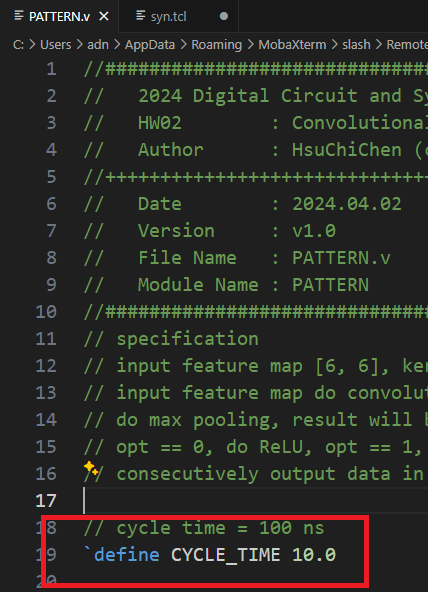 PATTERN.v
syn.tcl
C: > Users > adn > AppData > Roaming > MobaXterm > slash >
1 //################################
2 // 2024 Digital Circuit and
3 // HW02 : Convolutional
4 // Author : HsuChiChen
5 //++++++++++++++++++++++++++++++++
6 // Date : 2024.04.02
7 // Version : v1.0
8 // File Name : PATTERN.v
9 // Module Name : PATTERN
10 //################################
11 // specification
12 // input feature map [6, 6],
13 // input feature map do
14 // do max pooling, result will
15 // opt == 0, do ReLU, opt == 1,
16 // consecutively output data in
17
18 // cycle time = 100 ns
19 `define CYCLE_TIME 10.0
20